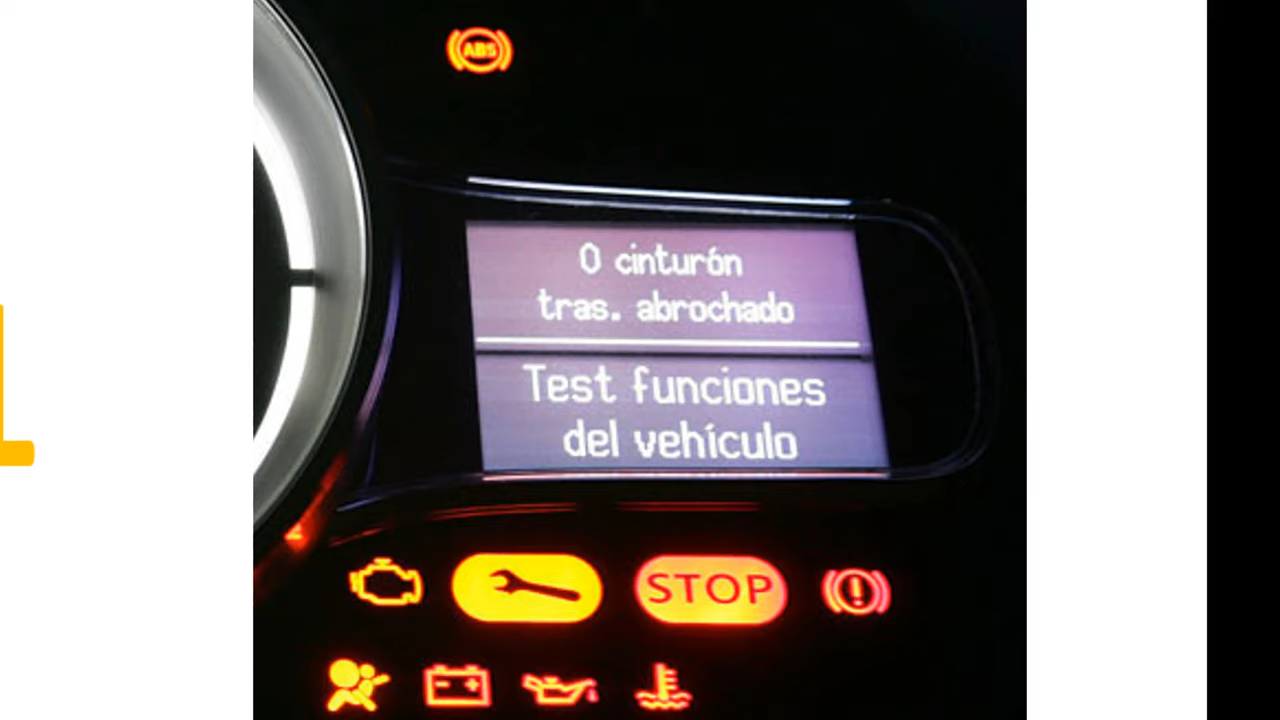 ABS
0 cinturón
tras. abrochado
Test funciones
del vehículo
STOP